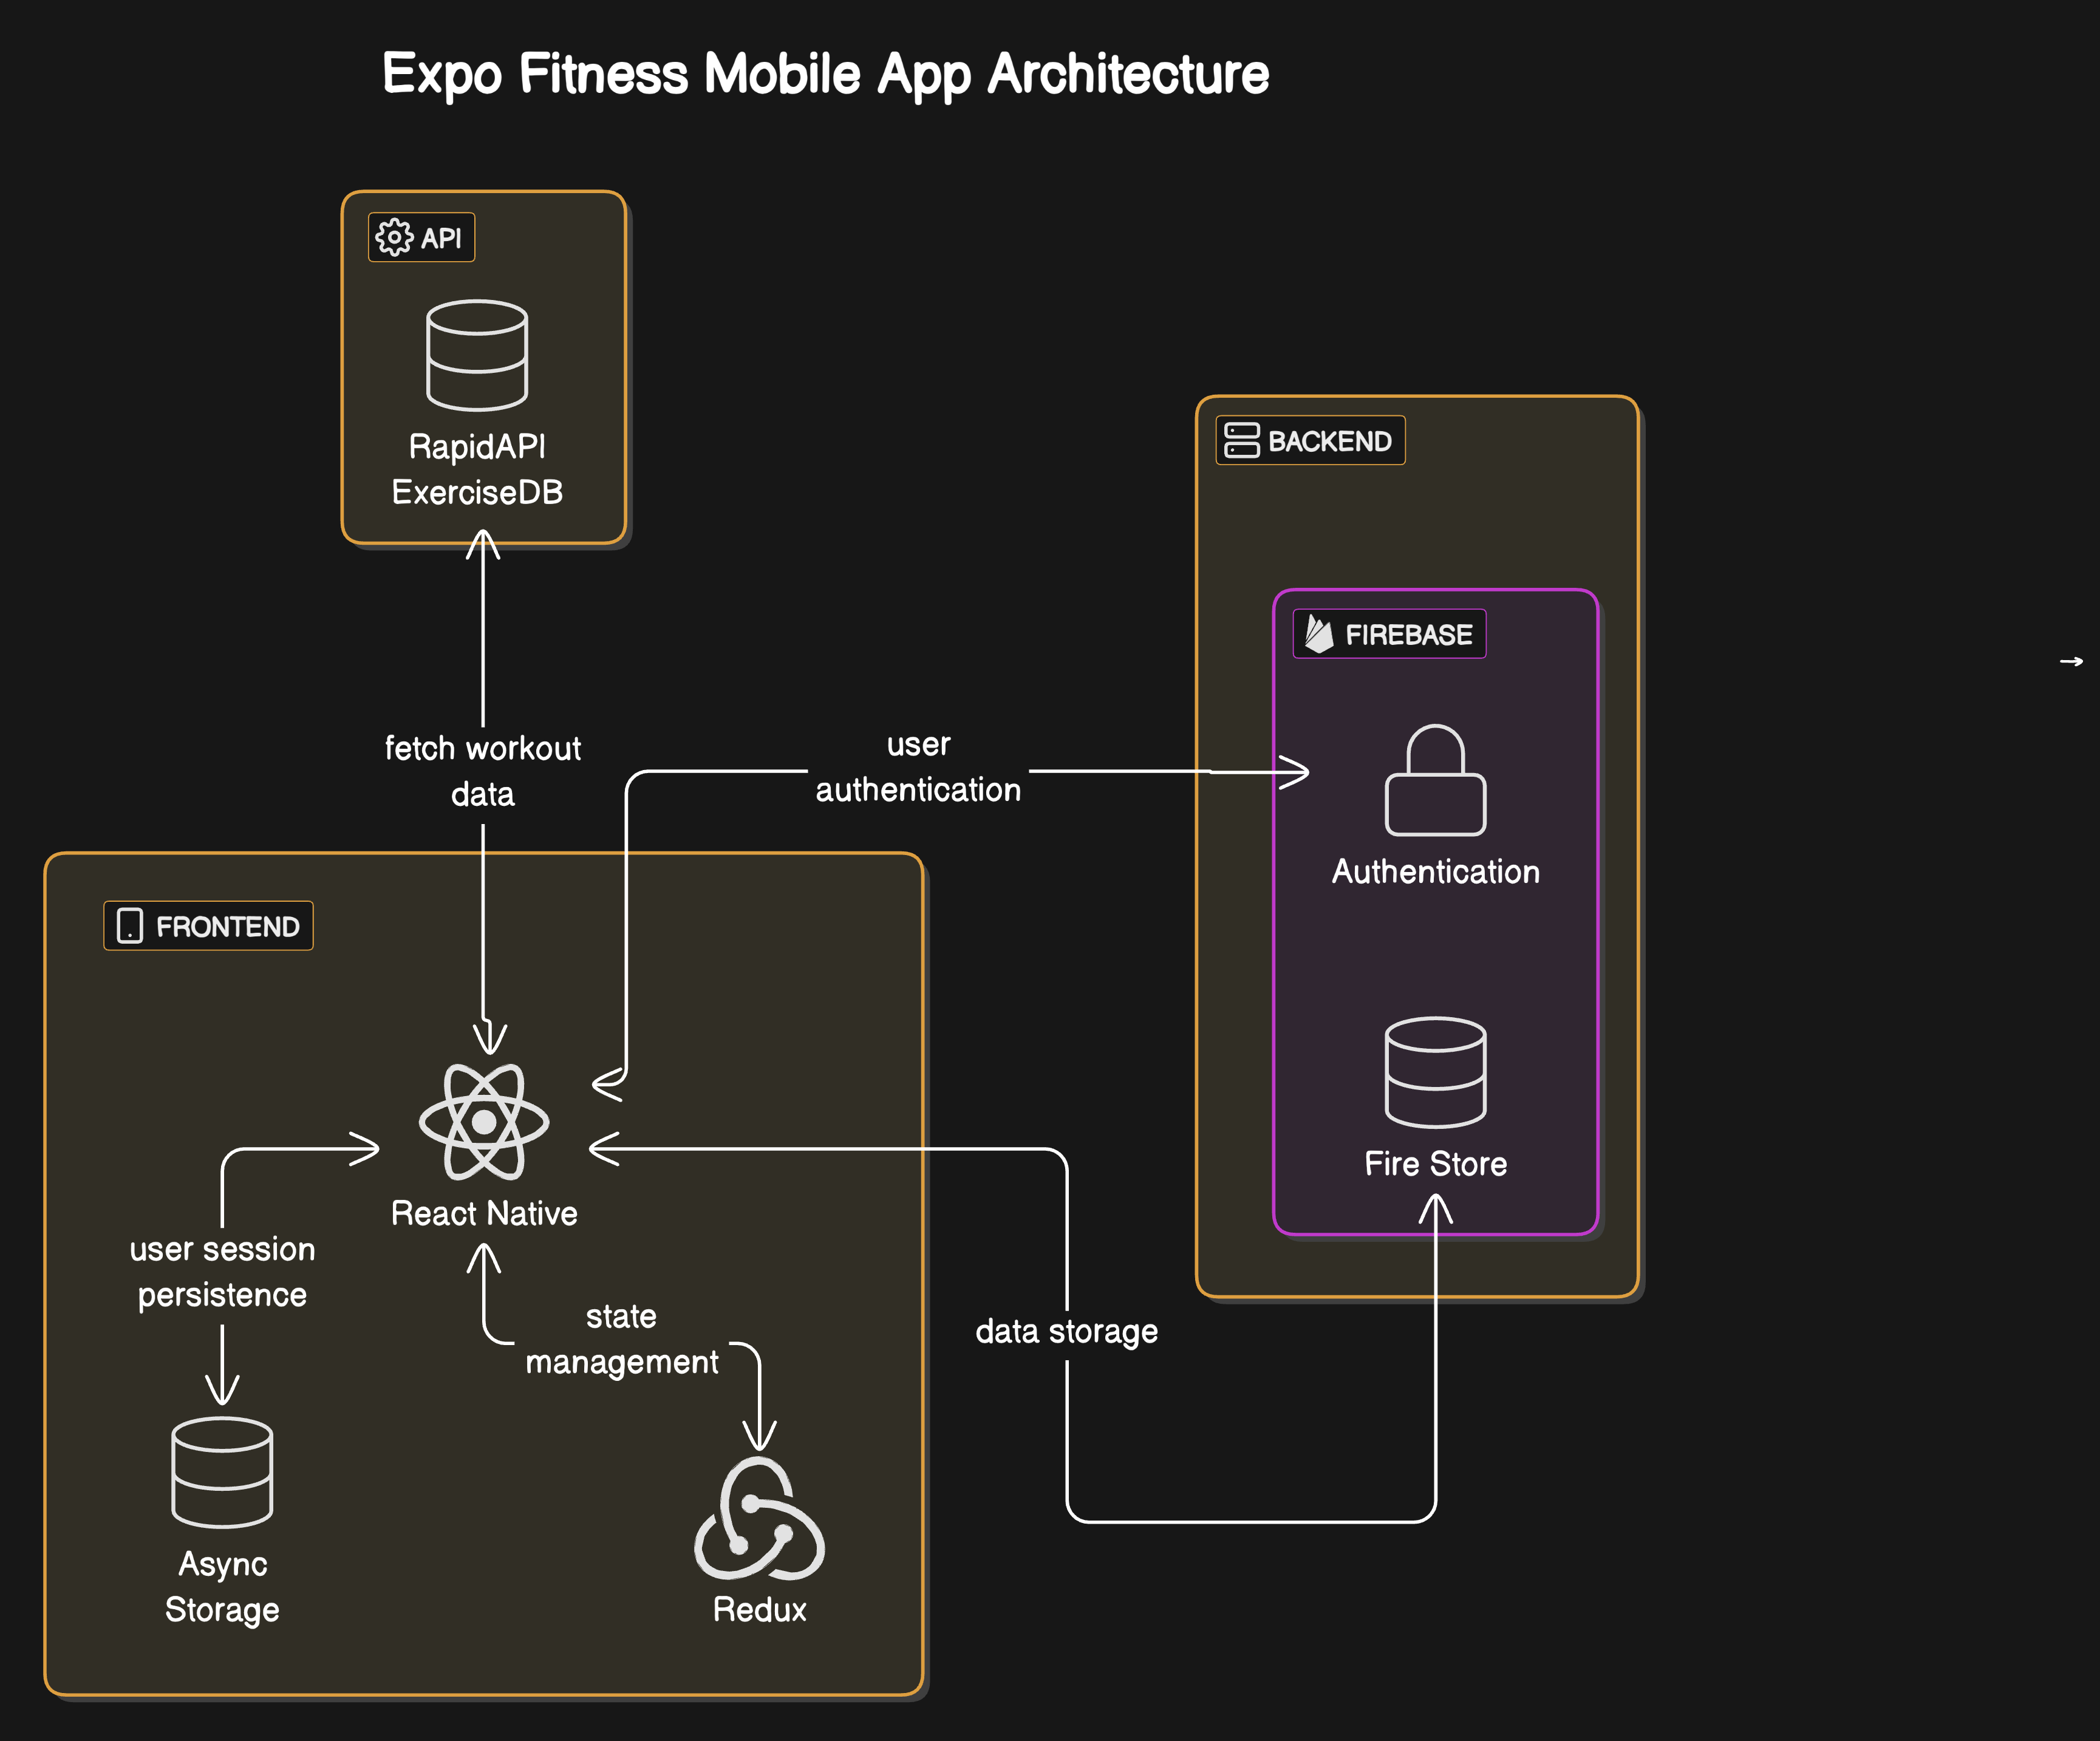 Expo Fitness Mobile App Architecture
API
RapidAPI
ExerciseDB
BACKEND
FIREBASE
fetch workout
data
user
authentication
Authentication
FRONTEND
Fire Store
React Native
user session
persistence
state
management
data storage
Async
Storage
Redux